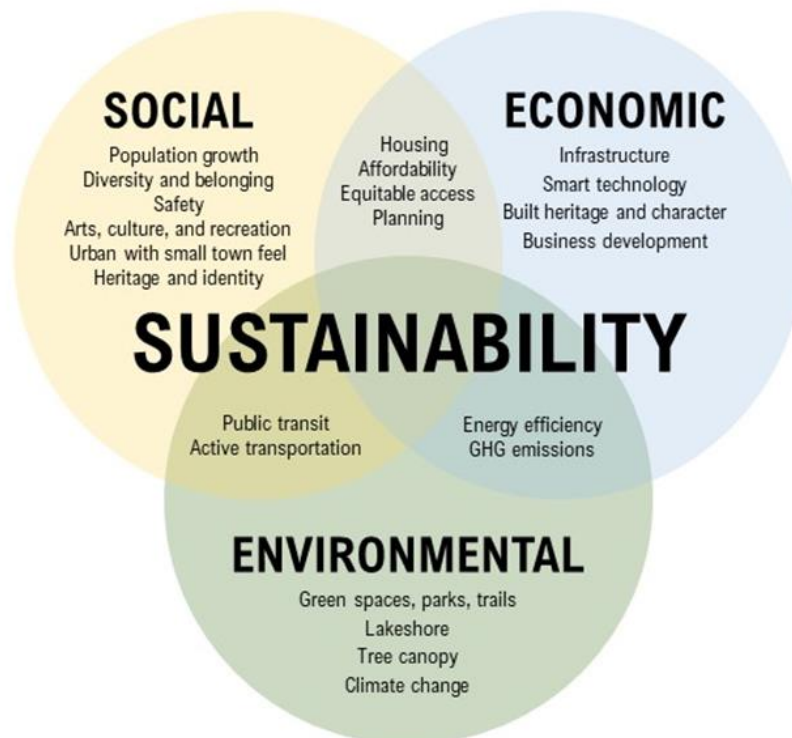 SOCIAL
Population growth
Diversity and belonging
Safety
Arts, culture, and recreation
Urban with small town feel
Heritage and identity
Housing
Affordability
Equitable access
Planning
ECONOMIC
Infrastructure
Smart technology
Built heritage and character
Business development
SUSTAINABILITY
Public transit
Active transportation
Energy efficiency
GHG emissions
ENVIRONMENTAL
Green spaces, parks, trails
Lakeshore
Tree canopy
Climate change